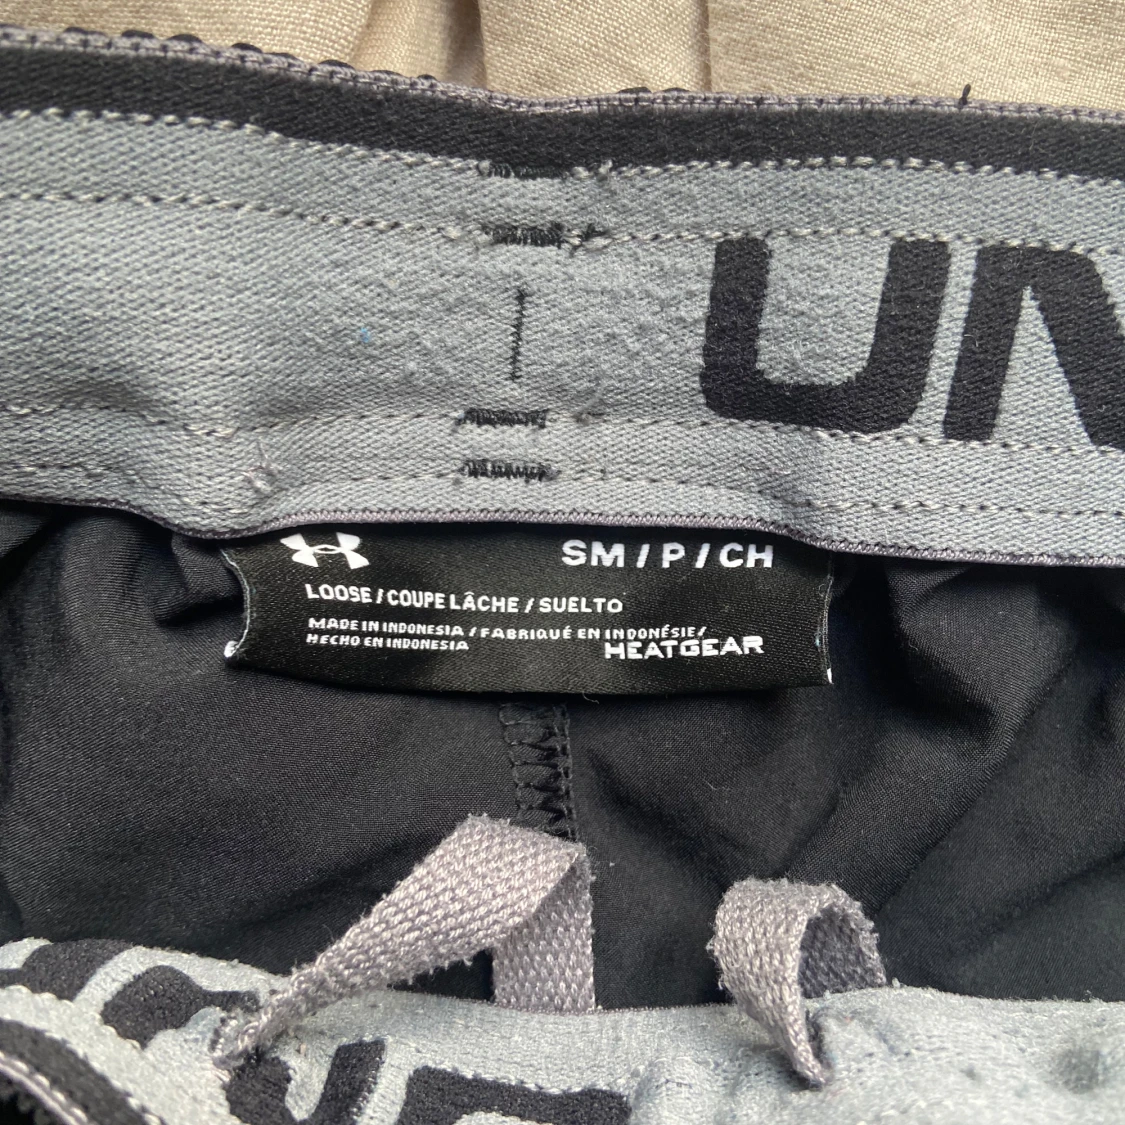 UN
SM / P / CH
LOOSE / COUPE LÂCHE / SUELTO
MADE IN INDONESIA / FABRIQUÉ EN INDONÉSIE /
HECHO EN INDONESIA
HEATGEAR